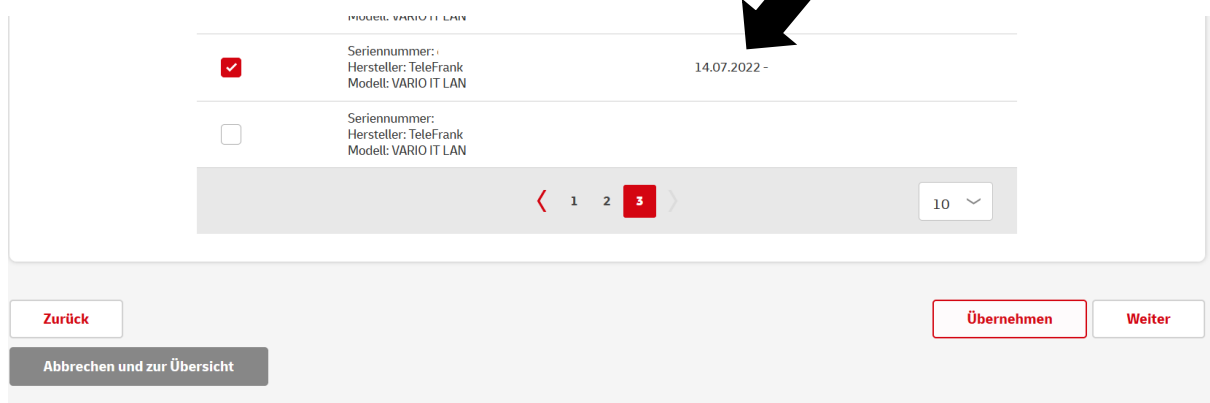 Modell: VARIO IT LAN
Seriennummer:
Hersteller: TeleFrank
Modell: VARIO IT LAN
14.07.2022 -
Seriennummer:
Hersteller: TeleFrank
Modell: VARIO IT LAN
1 2 3
10
Zurück
Übernehmen
Weiter
Abbrechen und zur Übersicht